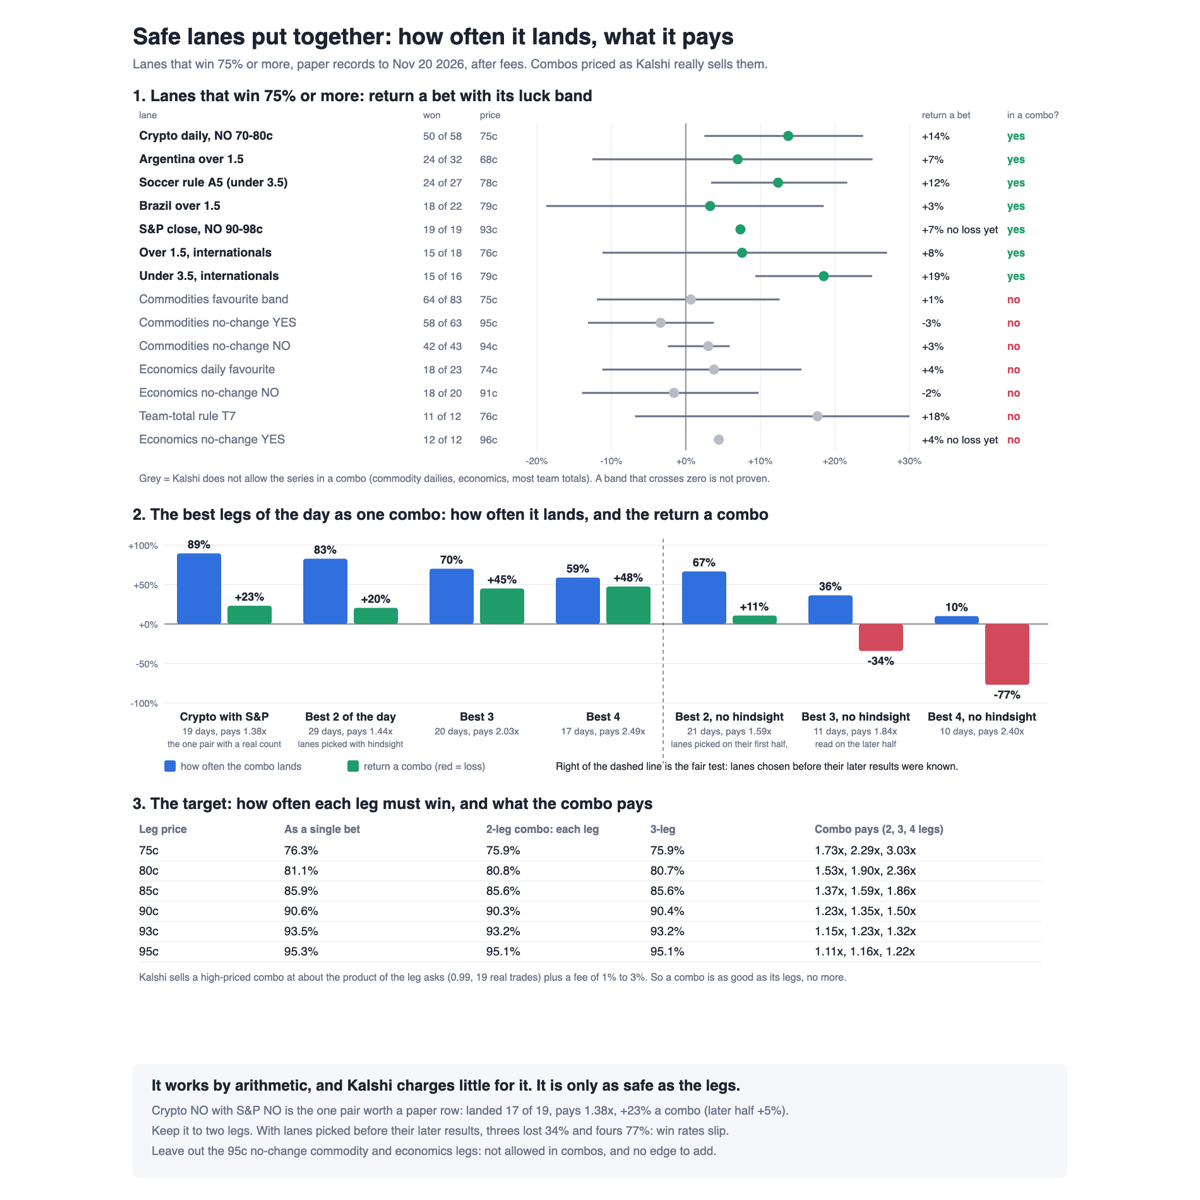 Safe lanes put together: how often it lands, what it pays
Lanes that win 75% or more, paper records to Nov 20 2026, after fees. Combos priced as Kalshi really sells them.
1. Lanes that win 75% or more: return a bet with its luck band
lane won price return a bet in a combo?
Crypto daily, NO 70-80c 50 of 58 75c +14% yes
Argentina over 1.5 24 of 32 68c +7% yes
Soccer rule A5 (under 3.5) 24 of 27 78c +12% yes
Brazil over 1.5 18 of 22 79c +3% yes
S&P close, NO 90-98c 19 of 19 93c +7% no loss yet yes
Over 1.5, internationals 15 of 18 76c +8% yes
Under 3.5, internationals 15 of 16 79c +19% yes
Commodities favourite band 64 of 83 75c +1% no
Commodities no-change YES 58 of 63 95c -3% no
Commodities no-change NO 42 of 43 94c +3% no
Economics daily favourite 18 of 23 74c +4% no
Economics no-change NO 18 of 20 91c -2% no
Team-total rule T7 11 of 12 76c +18% no
Economics no-change YES 12 of 12 96c +4% no loss yet no
-20% -10% +0% +10% +20% +30%
Grey = Kalshi does not allow the series in a combo (commodity dailies, economics, most team totals). A band that crosses zero is not proven.
2. The best legs of the day as one combo: how often it lands, and the return a combo
+100%
+50%
+0%
-50%
-100%
89% +23% 83% +20% 70% +45% 59% +48% 67% +11% 36% -34% 10% -77%
Crypto with S&P Best 2 of the day Best 3 Best 4 Best 2, no hindsight Best 3, no hindsight Best 4, no hindsight
19 days, pays 1.38x 29 days, pays 1.44x 20 days, pays 2.03x 17 days, pays 2.49x 21 days, pays 1.59x 11 days, pays 1.84x 10 days, pays 2.40x
the one pair with a real count lanes picked with hindsight lanes picked on their first half, read on the later half
how often the combo lands return a combo (red = loss) Right of the dashed line is the fair test: lanes chosen before their later results were known.
3. The target: how often each leg must win, and what the combo pays
Leg price As a single bet 2-leg combo: each leg 3-leg Combo pays (2, 3, 4 legs)
75c 76.3% 75.9% 75.9% 1.73x, 2.29x, 3.03x
80c 81.1% 80.8% 80.7% 1.53x, 1.90x, 2.36x
85c 85.9% 85.6% 85.6% 1.37x, 1.59x, 1.86x
90c 90.6% 90.3% 90.4% 1.23x, 1.35x, 1.50x
93c 93.5% 93.2% 93.2% 1.15x, 1.23x, 1.32x
95c 95.3% 95.1% 95.1% 1.11x, 1.16x, 1.22x
Kalshi sells a high-priced combo at about the product of the leg asks (0.99, 19 real trades) plus a fee of 1% to 3%. So a combo is as good as its legs, no more.
It works by arithmetic, and Kalshi charges little for it. It is only as safe as the legs.
Crypto NO with S&P NO is the one pair worth a paper row: landed 17 of 19, pays 1.38x, +23% a combo (later half +5%).
Keep it to two legs. With lanes picked before their later results, threes lost 34% and fours 77%: win rates slip.
Leave out the 95c no-change commodity and economics legs: not allowed in combos, and no edge to add.